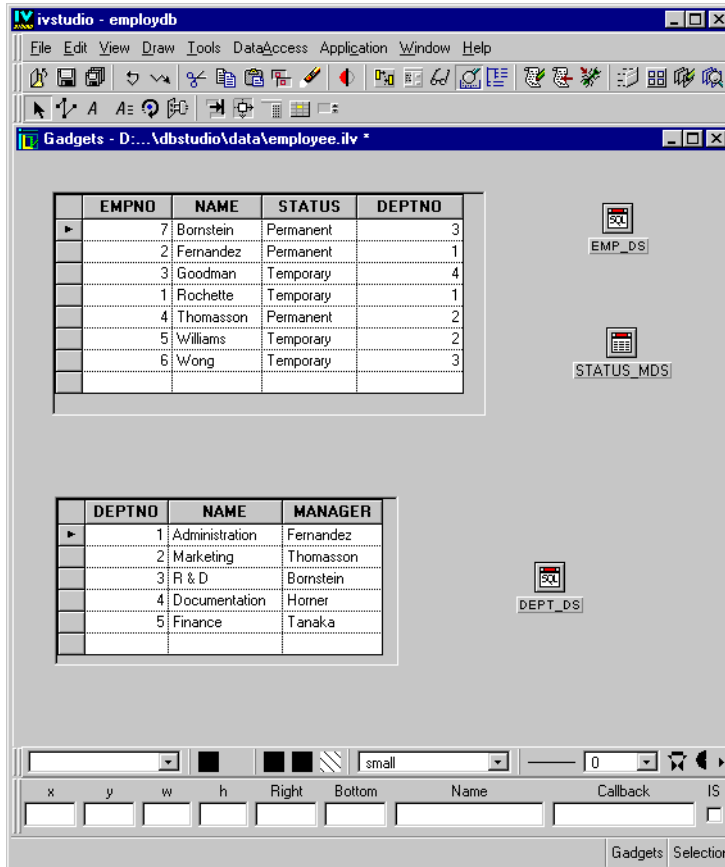 ivstudio - employdb
File Edit View Draw Tools DataAccess Application Window Help
A A
Gadgets - D:...\dbstudio\data\employee.ilv *
EMPNO NAME STATUS DEPTNO
7 Bornstein Permanent 3
2 Fernandez Permanent 1
3 Goodman Temporary 4
1 Rochette Temporary 1
4 Thomasson Permanent 2
5 Williams Temporary 2
6 Wong Temporary 3
SQL
EMP_DS
STATUS_MDS
DEPTNO NAME MANAGER
1 Administration Fernandez
2 Marketing Thomasson
3 R & D Bornstein
4 Documentation Horner
5 Finance Tanaka
SQL
DEPT_DS
small 0
x y w h Right Bottom Name Callback IS
Gadgets Selection